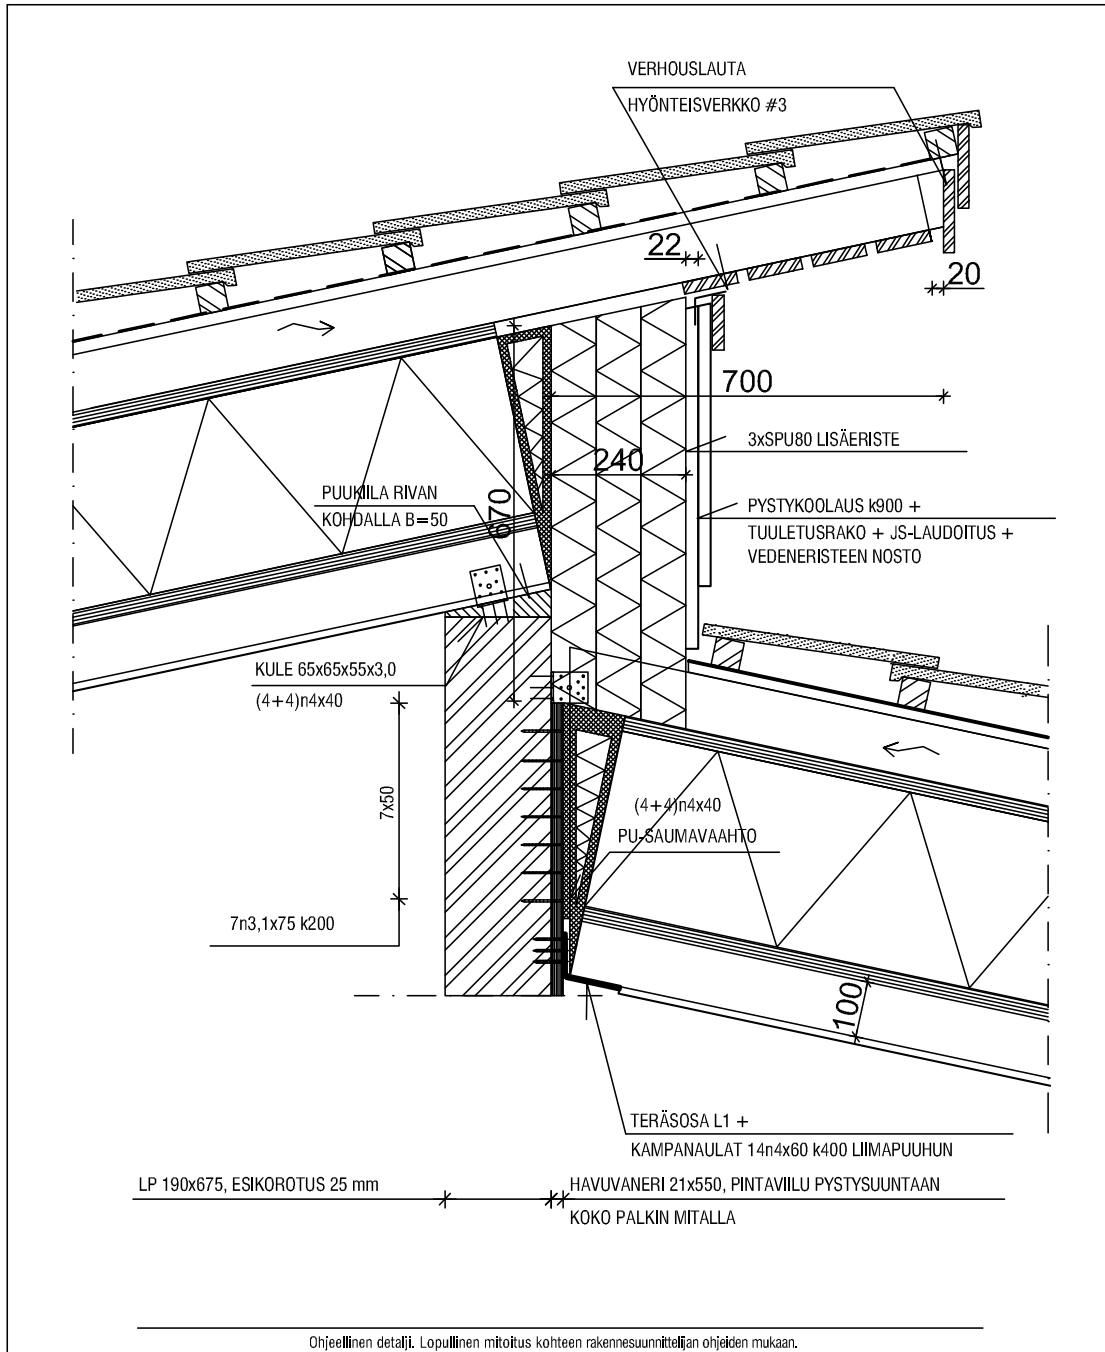 VERHOUSLAUTA
HYÖNTEISVERKKO #3
22
20
700
3xSPU80 LISÄERISTE
240
PUUKIILA RIVAN
KOHDALLA B=50
670
PYSTYKOOLAUS k900 +
TUULETUSRAKO + JS-LAUDOITUS +
VEDENERISTEEN NOSTO
KULE 65x65x55x3,0
(4+4)n4x40
7x50
(4+4)n4x40
PU-SAUMAVAAHTO
7n3,1x75 k200
100
TERÄSOSA L1 +
KAMPANAULAT 14n4x60 k400 LIIMAPUUHUN
LP 190x675, ESIKOROTUS 25 mm
HAVUVANERI 21x550, PINTAVIILU PYSTYSUUNTAAN
KOKO PALKIN MITALLA
Ohjeellinen detalji. Lopullinen mitoitus kohteen rakennesuunnittelijan ohjeiden mukaan.